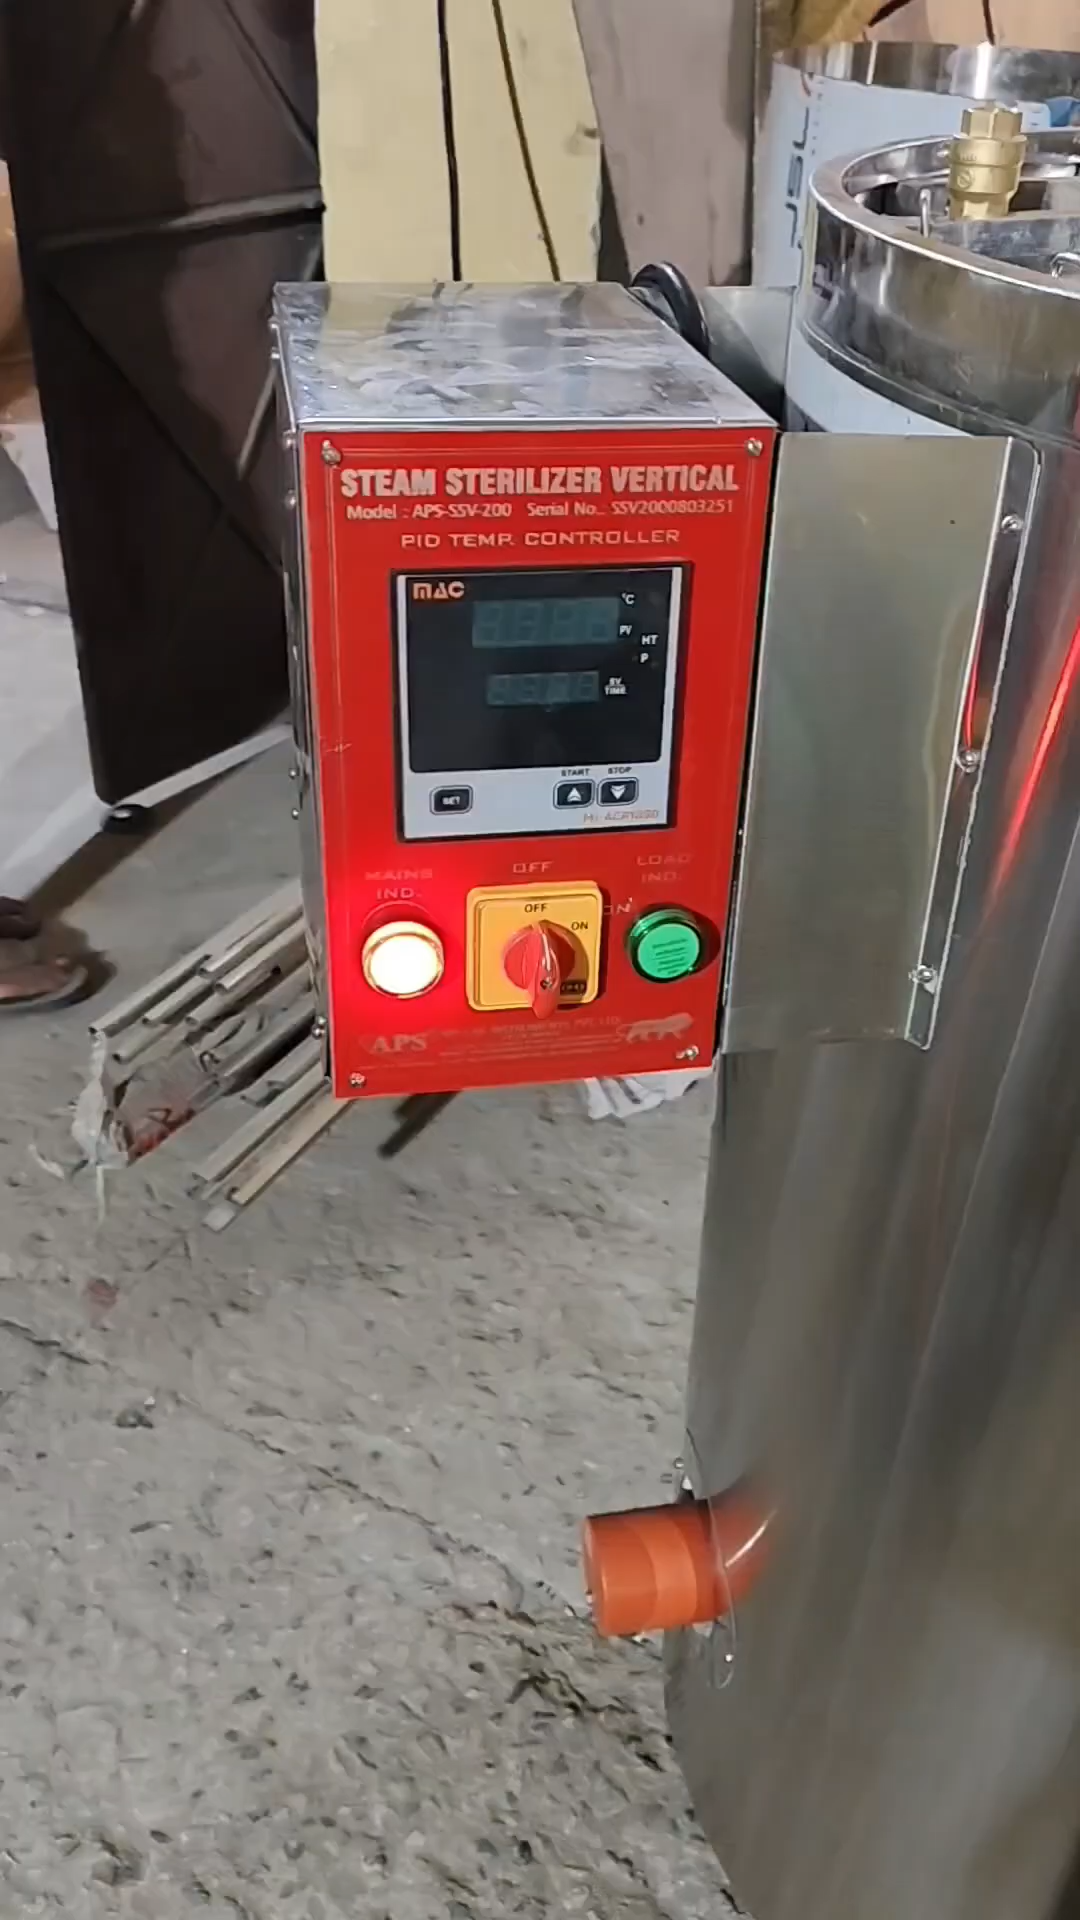 STEAM STERILIZER VERTICAL
Model : APS-SSV-200 Serial No.. SSV2000803251
PID TEMP. CONTROLLER
MAC
°C
PV
HT
P
SV
TIME
START STOP
SET
MAINS
IND.
OFF
LOAD
IND.
OFF
ON
ON
APS